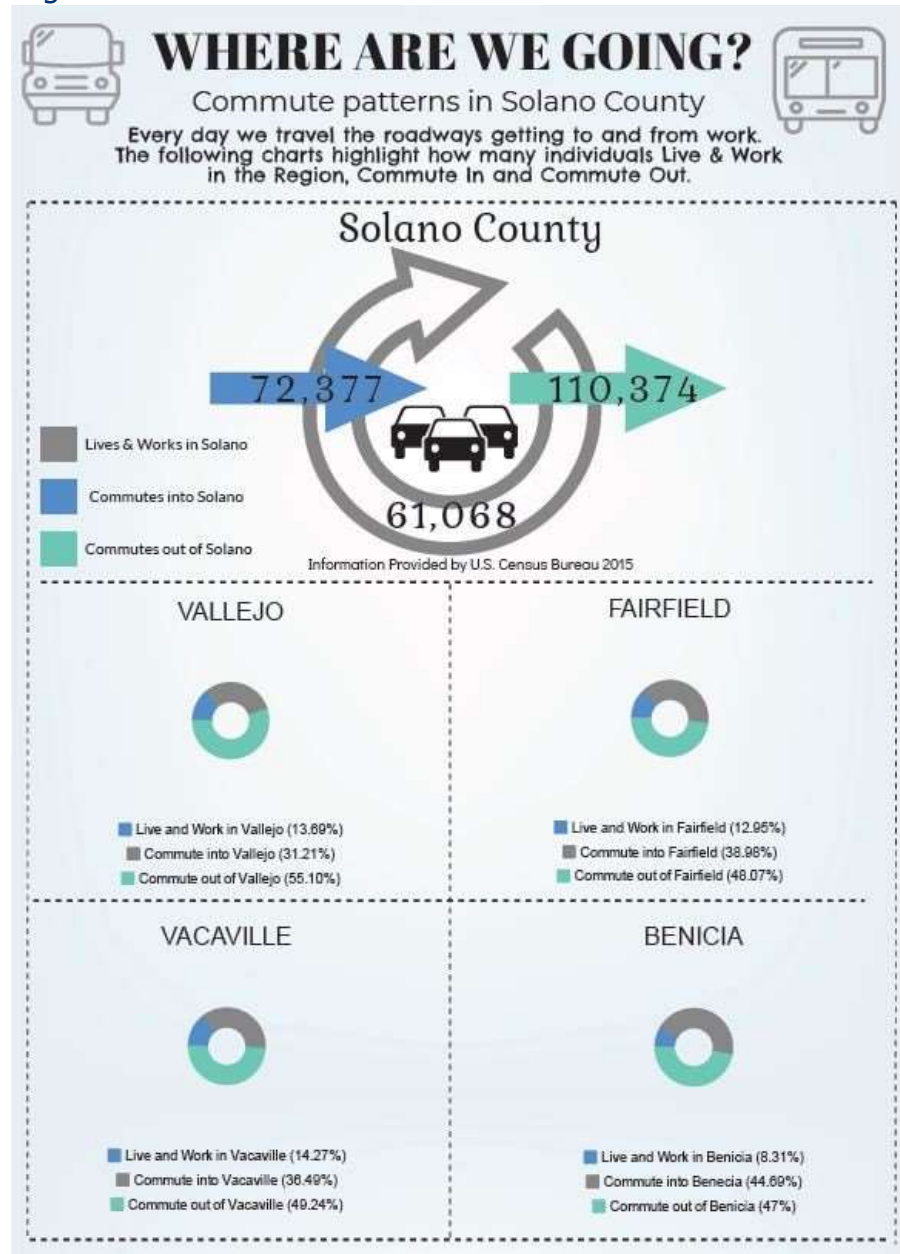 WHERE ARE WE GOING?
Commute patterns in Solano County
Every day we travel the roadways getting to and from work.
The following charts highlight how many individuals Live & Work
in the Region, Commute In and Commute Out.
Solano County
72,377
110,374
61,068
Lives & Works in Solano
Commutes into Solano
Commutes out of Solano
Information Provided by U.S. Census Bureau 2015
VALLEJO
Live and Work in Vallejo (13.69%)
Commute into Vallejo (31.21%)
Commute out of Vallejo (55.10%)
FAIRFIELD
Live and Work in Fairfield (12.95%)
Commute into Fairfield (38.98%)
Commute out of Fairfield (48.07%)
VACAVILLE
Live and Work in Vacaville (14.27%)
Commute into Vacaville (36.49%)
Commute out of Vacaville (49.24%)
BENICIA
Live and Work in Benicia (8.31%)
Commute into Benecia (44.69%)
Commute out of Benicia (47%)